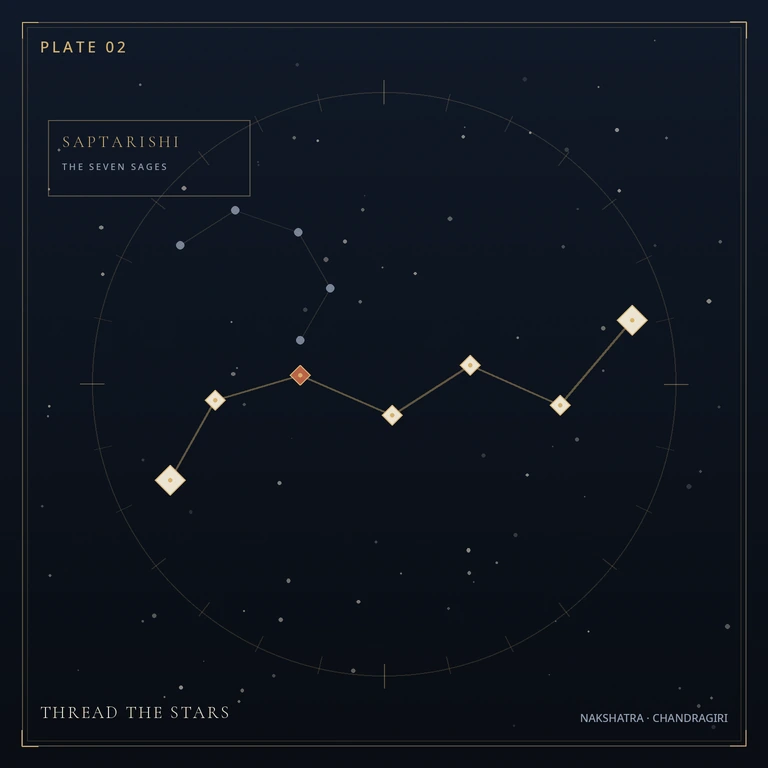 PLATE 02
SAPTARISHI
THE SEVEN SAGES
THREAD THE STARS
NAKSHATRA · CHANDRAGIRI